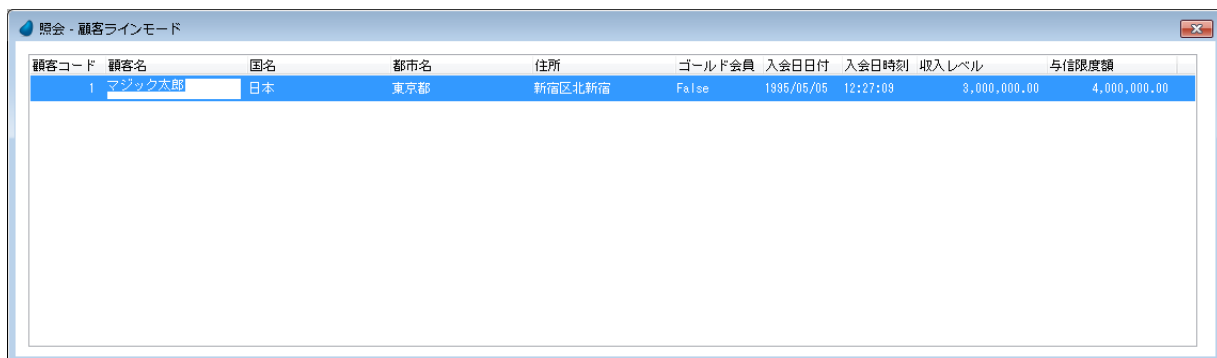 照会 - 顧客ラインモード
顧客コード 顧客名 国名 都市名 住所 ゴールド会員 入会日日付 入会日時刻 収入レベル 与信限度額
1 マジック太郎 日本 東京都 新宿区北新宿 False 1995/05/05 12:27:09 3,000,000.00 4,000,000.00